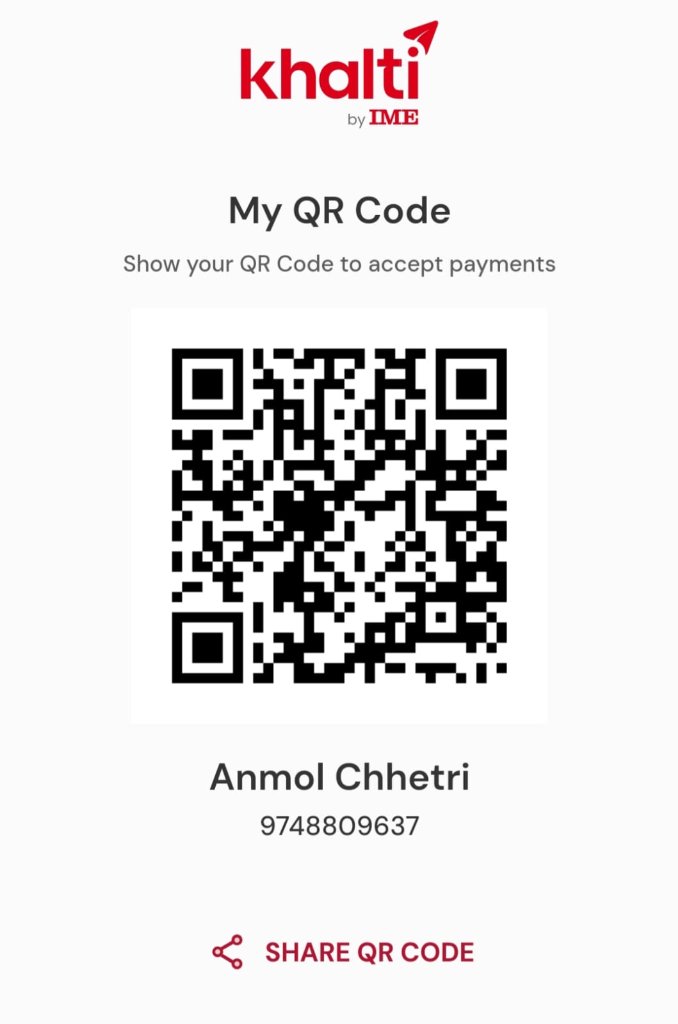 khalti
by IME
My QR Code
Show your QR Code to accept payments
Anmol Chhetri
9748809637
SHARE QR CODE